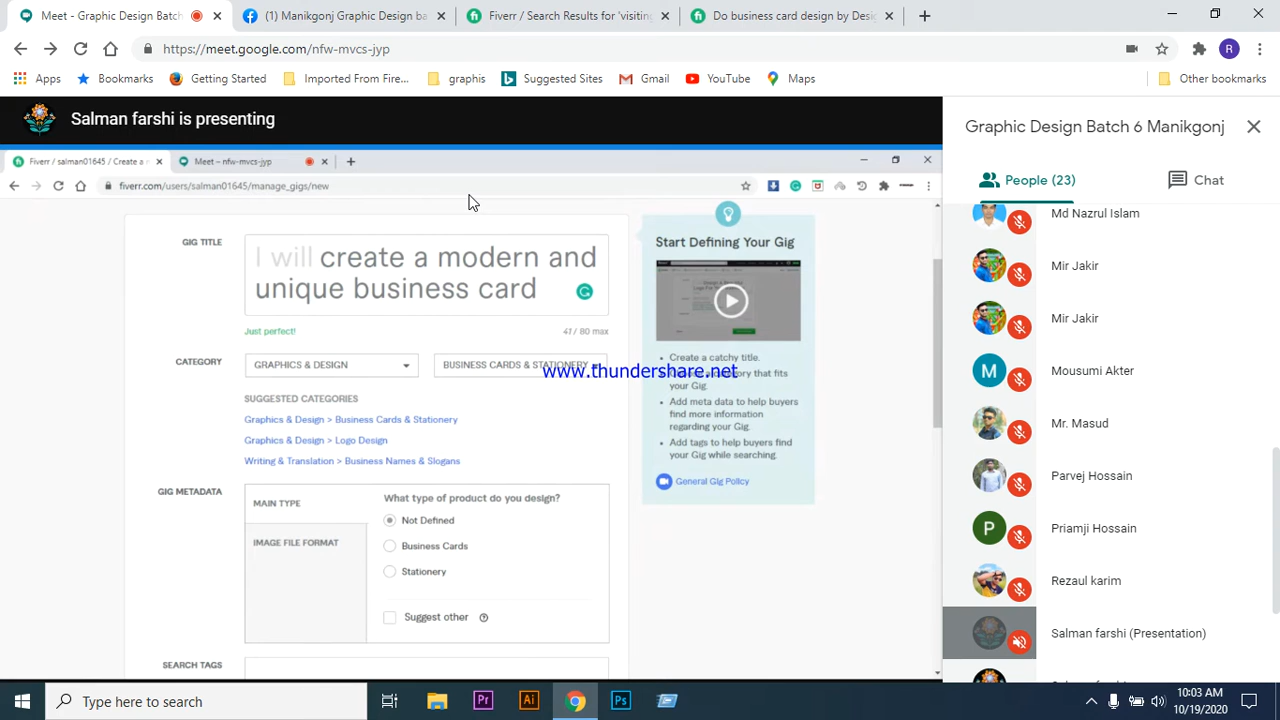 Meet - Graphic Design Batch
(1) Manikgonj Graphic Design ba
Fiverr / Search Results for 'visiting
Do business card design by Des
https://meet.google.com/nfw-mvcs-jyp
R
Apps
Bookmarks
Getting Started
Imported From Fire...
graphis
Suggested Sites
Gmail
YouTube
Maps
Other bookmarks
Salman farshi is presenting
Fiverr / salman01645 / Create a n
Meet – nfw-mvcs-jyp
fiverr.com/users/salman01645/manage_gigs/new
GIG TITLE
I will create a modern and
unique business card
Just perfect!
41 / 80 max
CATEGORY
GRAPHICS & DESIGN
BUSINESS CARDS & STATIONERY
SUGGESTED CATEGORIES
Graphics & Design > Business Cards & Stationery
Graphics & Design > Logo Design
Writing & Translation > Business Names & Slogans
GIG METADATA
MAIN TYPE
IMAGE FILE FORMAT
What type of product do you design?
Not Defined
Business Cards
Stationery
Suggest other
SEARCH TAGS
Start Defining Your Gig
Create a catchy title.
that fits
your Gig.
Add meta data to help buyers
find more information
regarding your Gig.
Add tags to help buyers find
your Gig while searching.
General Gig Policy
www.thundershare.net
Graphic Design Batch 6 Manikgonj
People (23)
Chat
Md Nazrul Islam
Mir Jakir
Mir Jakir
M
Mousumi Akter
Mr. Masud
Parvej Hossain
P
Priamji Hossain
Rezaul karim
Salman farshi (Presentation)
Type here to search
Pr
Ai
Ps
10:03 AM
10/19/2020